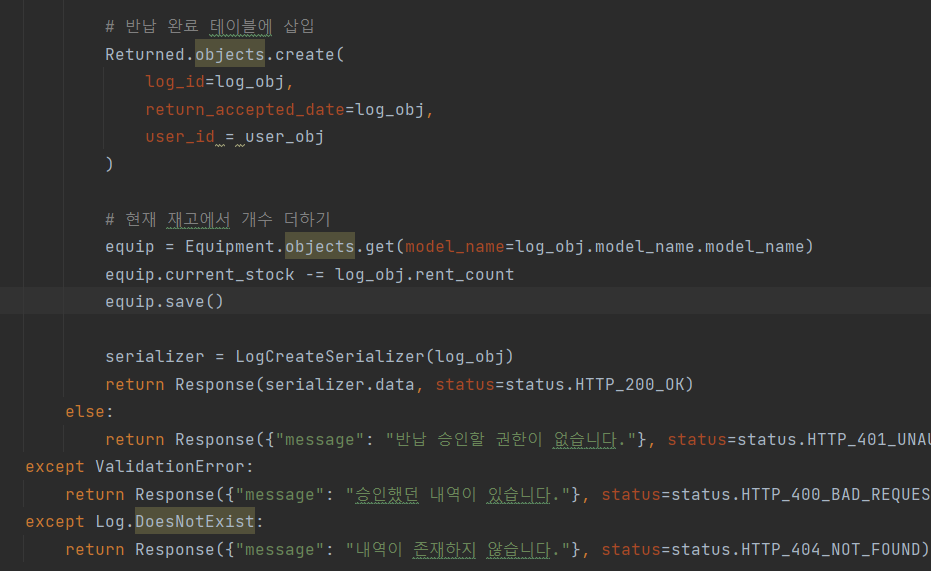 # 반납 완료 테이블에 삽입
Returned.objects.create(
log_id=log_obj,
return_accepted_date=log_obj,
user_id = user_obj
)
# 현재 재고에서 개수 더하기
equip = Equipment.objects.get(model_name=log_obj.model_name.model_name)
equip.current_stock -= log_obj.rent_count
equip.save()
serializer = LogCreateSerializer(log_obj)
return Response(serializer.data, status=status.HTTP_200_OK)
else:
return Response({"message": "반납 승인할 권한이 없습니다."}, status=status.HTTP_401_UNAU
except ValidationError:
return Response({"message": "승인했던 내역이 있습니다."}, status=status.HTTP_400_BAD_REQUES
except Log.DoesNotExist:
return Response({"message": "내역이 존재하지 않습니다."}, status=status.HTTP_404_NOT_FOUND)